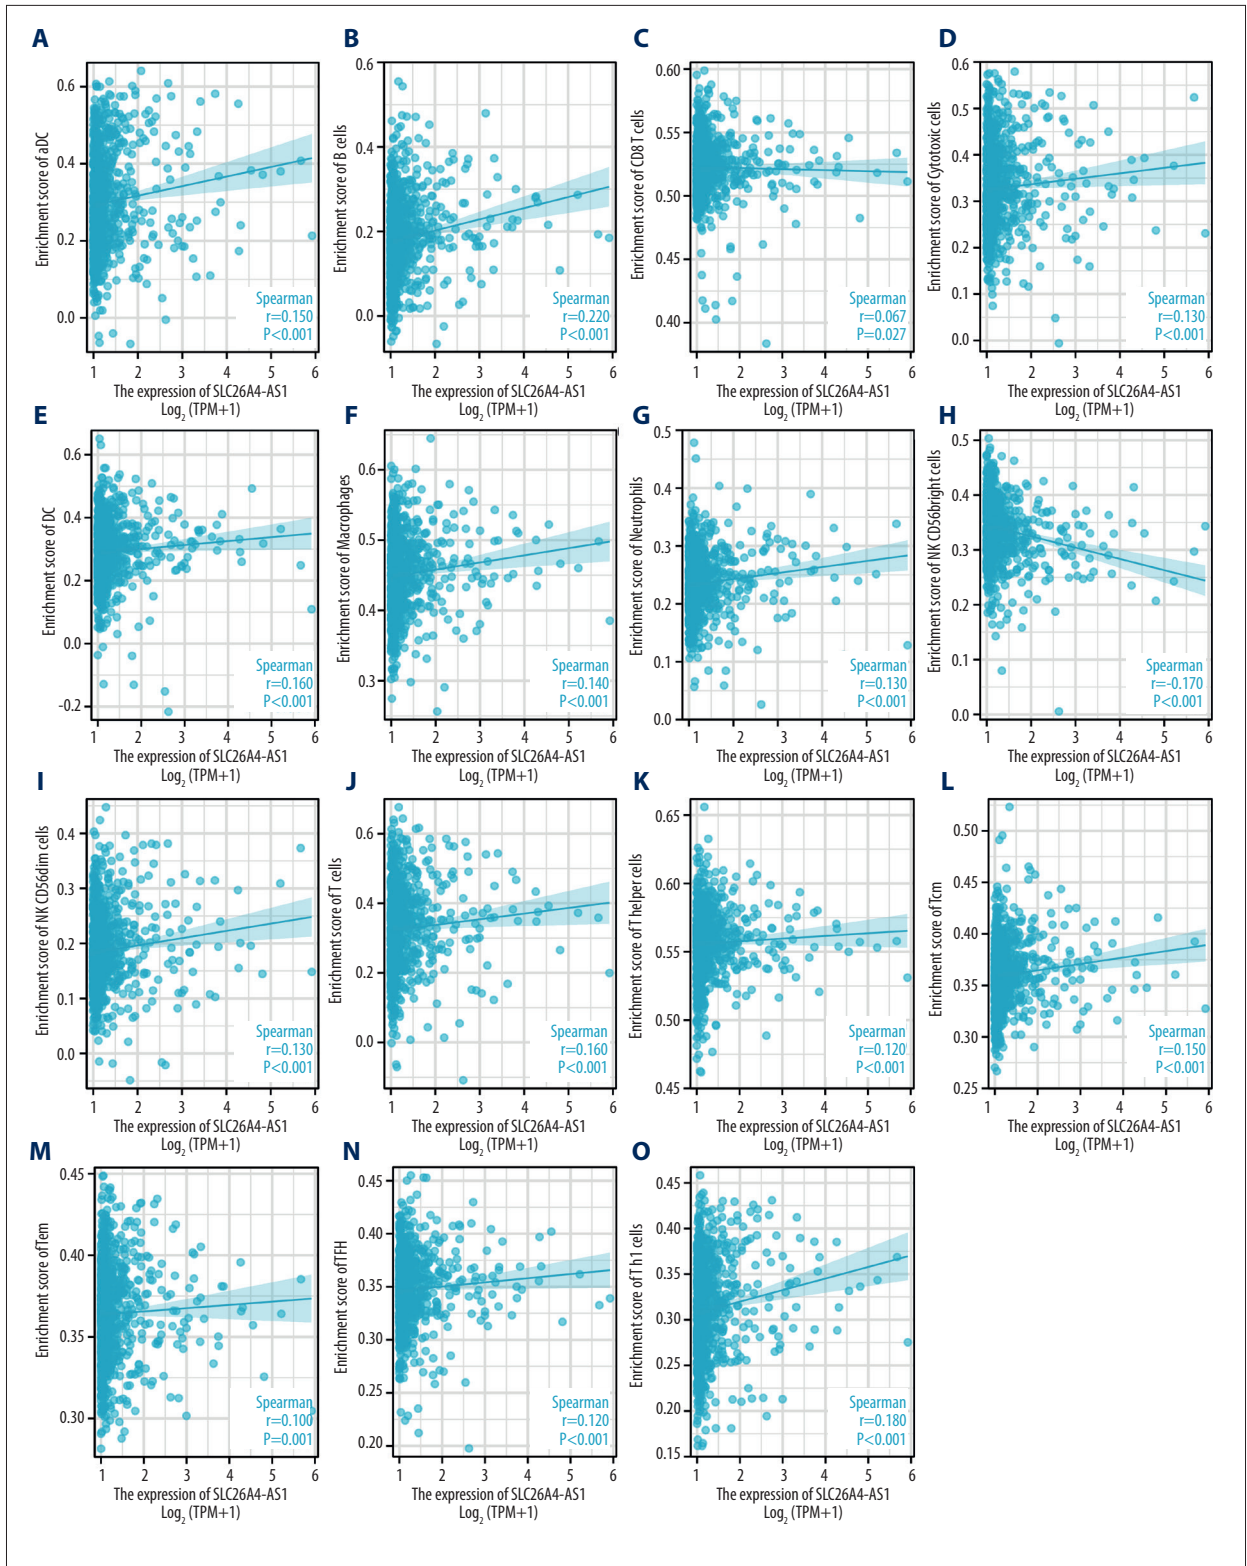 A
Enrichment score of aDC
0.6
0.4
0.2
0.0
Spearman
r=0.150
P<0.001
1 2 3 4 5 6
The expression of SLC26A4-AS1
Log2 (TPM+1)
B
Enrichment score of B cells
0.6
0.4
0.2
0.0
Spearman
r=0.220
P<0.001
1 2 3 4 5 6
The expression of SLC26A4-AS1
Log2 (TPM+1)
C
Enrichment score of CD8 T cells
0.60
0.55
0.50
0.45
0.40
Spearman
r=0.067
P=0.027
1 2 3 4 5 6
The expression of SLC26A4-AS1
Log2 (TPM+1)
D
Enrichment score of Cytotoxic cells
0.6
0.5
0.4
0.3
0.2
0.1
0.0
Spearman
r=0.130
P<0.001
1 2 3 4 5 6
The expression of SLC26A4-AS1
Log2 (TPM+1)
E
Enrichment score of DC
0.6
0.4
0.2
0.0
-0.2
Spearman
r=0.160
P<0.001
1 2 3 4 5 6
The expression of SLC26A4-AS1
Log2 (TPM+1)
F
Enrichment score of Macrophages
0.6
0.5
0.4
0.3
Spearman
r=0.140
P<0.001
1 2 3 4 5 6
The expression of SLC26A4-AS1
Log2 (TPM+1)
G
Enrichment score of Neutrophils
0.5
0.4
0.3
0.2
0.1
0.0
Spearman
r=0.130
P<0.001
1 2 3 4 5 6
The expression of SLC26A4-AS1
Log2 (TPM+1)
H
Enrichment score of NK CD56bright cells
0.5
0.4
0.3
0.2
0.1
0.0
Spearman
r=-0.170
P<0.001
1 2 3 4 5 6
The expression of SLC26A4-AS1
Log2 (TPM+1)
I
Enrichment score of NK CD56dim cells
0.4
0.3
0.2
0.1
0.0
Spearman
r=0.130
P<0.001
1 2 3 4 5 6
The expression of SLC26A4-AS1
Log2 (TPM+1)
J
Enrichment score of T cells
0.6
0.4
0.2
0.0
Spearman
r=0.160
P<0.001
1 2 3 4 5 6
The expression of SLC26A4-AS1
Log2 (TPM+1)
K
Enrichment score of T helper cells
0.65
0.60
0.55
0.50
0.45
Spearman
r=0.120
P<0.001
1 2 3 4 5 6
The expression of SLC26A4-AS1
Log2 (TPM+1)
L
Enrichment score of Tcm
0.50
0.45
0.40
0.35
0.30
0.25
Spearman
r=0.150
P<0.001
1 2 3 4 5 6
The expression of SLC26A4-AS1
Log2 (TPM+1)
M
Enrichment score of Tem
0.45
0.40
0.35
0.30
Spearman
r=0.100
P=0.001
1 2 3 4 5 6
The expression of SLC26A4-AS1
Log2 (TPM+1)
N
Enrichment score of TFH
0.45
0.40
0.35
0.30
0.25
0.20
Spearman
r=0.120
P<0.001
1 2 3 4 5 6
The expression of SLC26A4-AS1
Log2 (TPM+1)
O
Enrichment score of T h1 cells
0.45
0.40
0.35
0.30
0.25
0.20
0.15
Spearman
r=0.180
P<0.001
1 2 3 4 5 6
The expression of SLC26A4-AS1
Log2 (TPM+1)